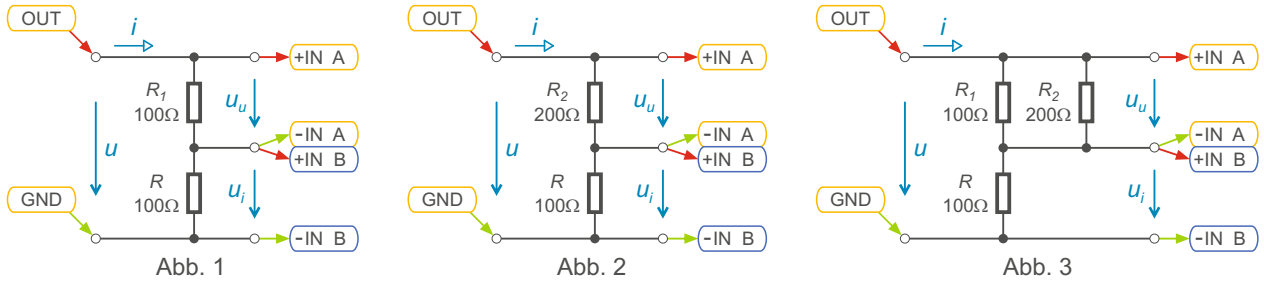 OUT
i
+IN A
R1
100Ω
uu
-IN A
+IN B
u
R
100Ω
ui
GND
-IN B
Abb. 1
OUT
i
+IN A
R2
200Ω
uu
-IN A
+IN B
u
R
100Ω
ui
GND
-IN B
Abb. 2
OUT
i
+IN A
R1
100Ω
R2
200Ω
uu
-IN A
+IN B
u
R
100Ω
ui
GND
-IN B
Abb. 3